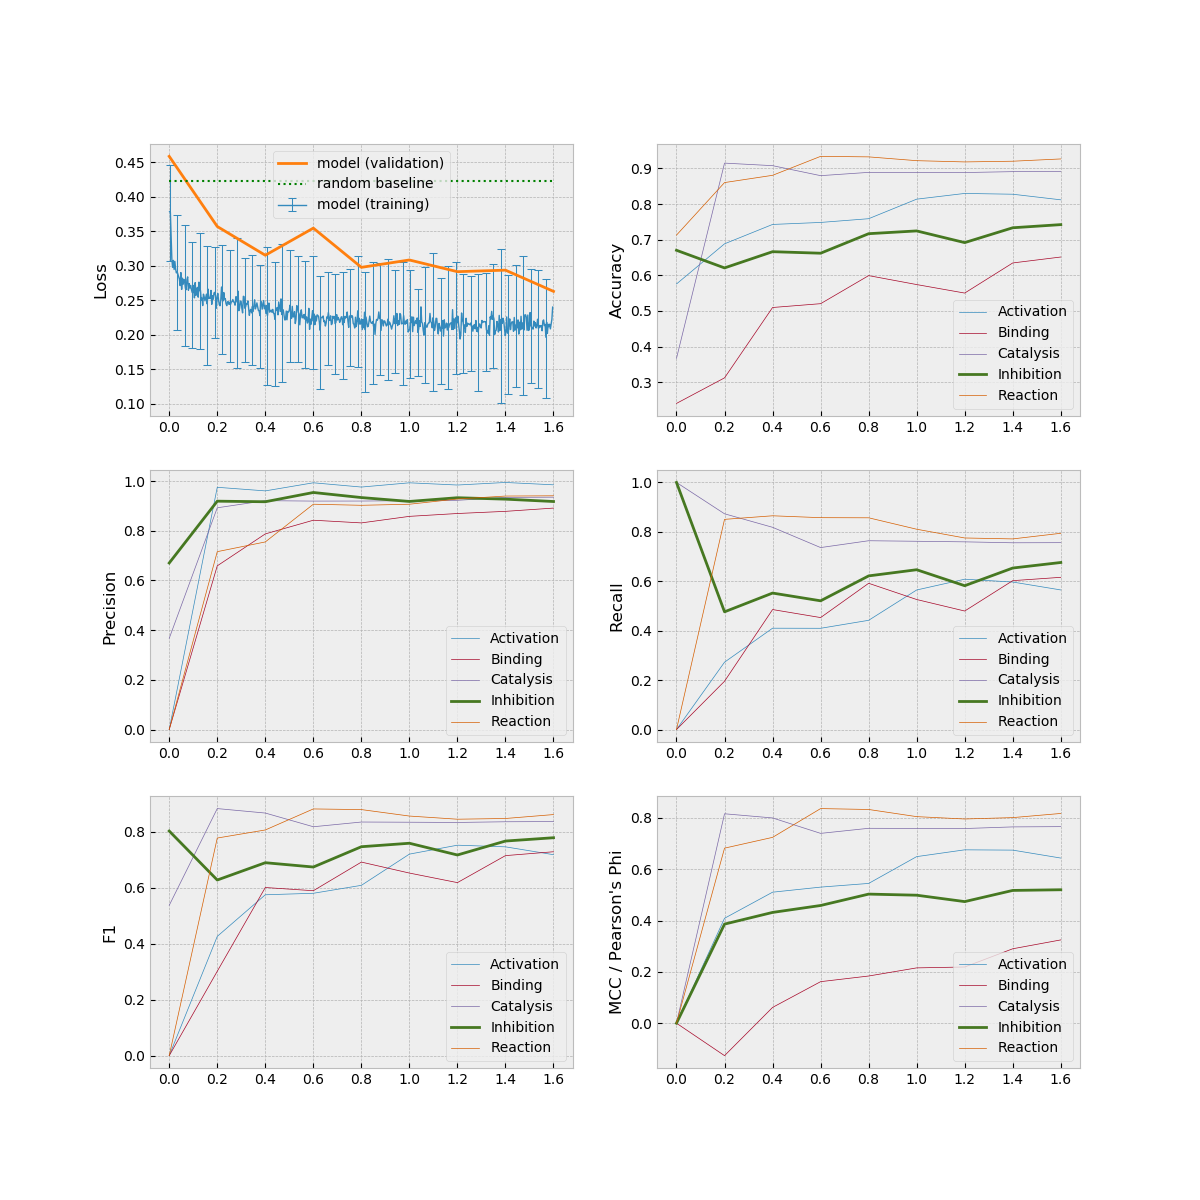 Loss
0.45
0.40
0.35
0.30
0.25
0.20
0.15
0.10
model (validation)
random baseline
model (training)
0.0 0.2 0.4 0.6 0.8 1.0 1.2 1.4 1.6
Accuracy
0.9
0.8
0.7
0.6
0.5
0.4
0.3
Activation
Binding
Catalysis
Inhibition
Reaction
0.0 0.2 0.4 0.6 0.8 1.0 1.2 1.4 1.6
Precision
1.0
0.8
0.6
0.4
0.2
0.0
Activation
Binding
Catalysis
Inhibition
Reaction
0.0 0.2 0.4 0.6 0.8 1.0 1.2 1.4 1.6
Recall
1.0
0.8
0.6
0.4
0.2
0.0
Activation
Binding
Catalysis
Inhibition
Reaction
0.0 0.2 0.4 0.6 0.8 1.0 1.2 1.4 1.6
F1
0.8
0.6
0.4
0.2
0.0
Activation
Binding
Catalysis
Inhibition
Reaction
0.0 0.2 0.4 0.6 0.8 1.0 1.2 1.4 1.6
MCC / Pearson's Phi
0.8
0.6
0.4
0.2
0.0
Activation
Binding
Catalysis
Inhibition
Reaction
0.0 0.2 0.4 0.6 0.8 1.0 1.2 1.4 1.6